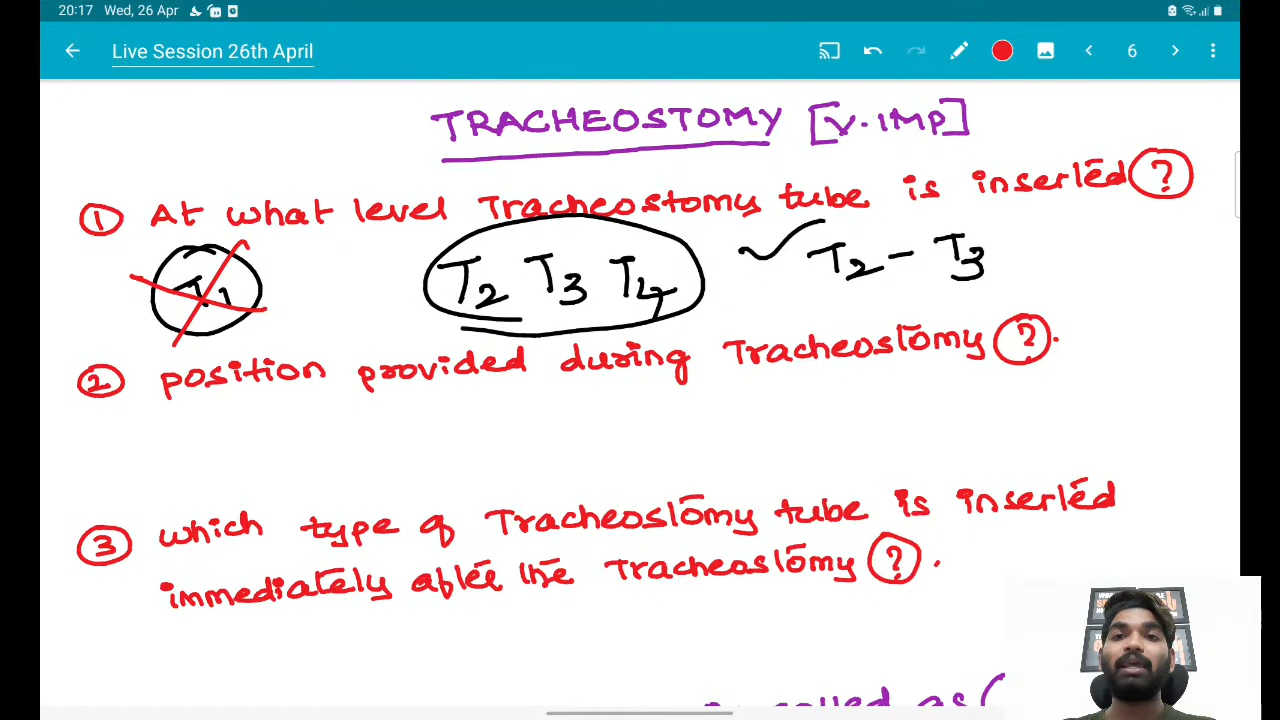 20:17 Wed, 26 Apr
Live Session 26th April
6
TRACHEOSTOMY [V.IMP]
① At what level Tracheostomy tube is inserted ?
T1 T2 T3 T4 ✓ T2 - T3
② position provided during Tracheostomy ?.
③ which type of Tracheostomy tube is inserted
immediately after the Tracheostomy ?.
called as (